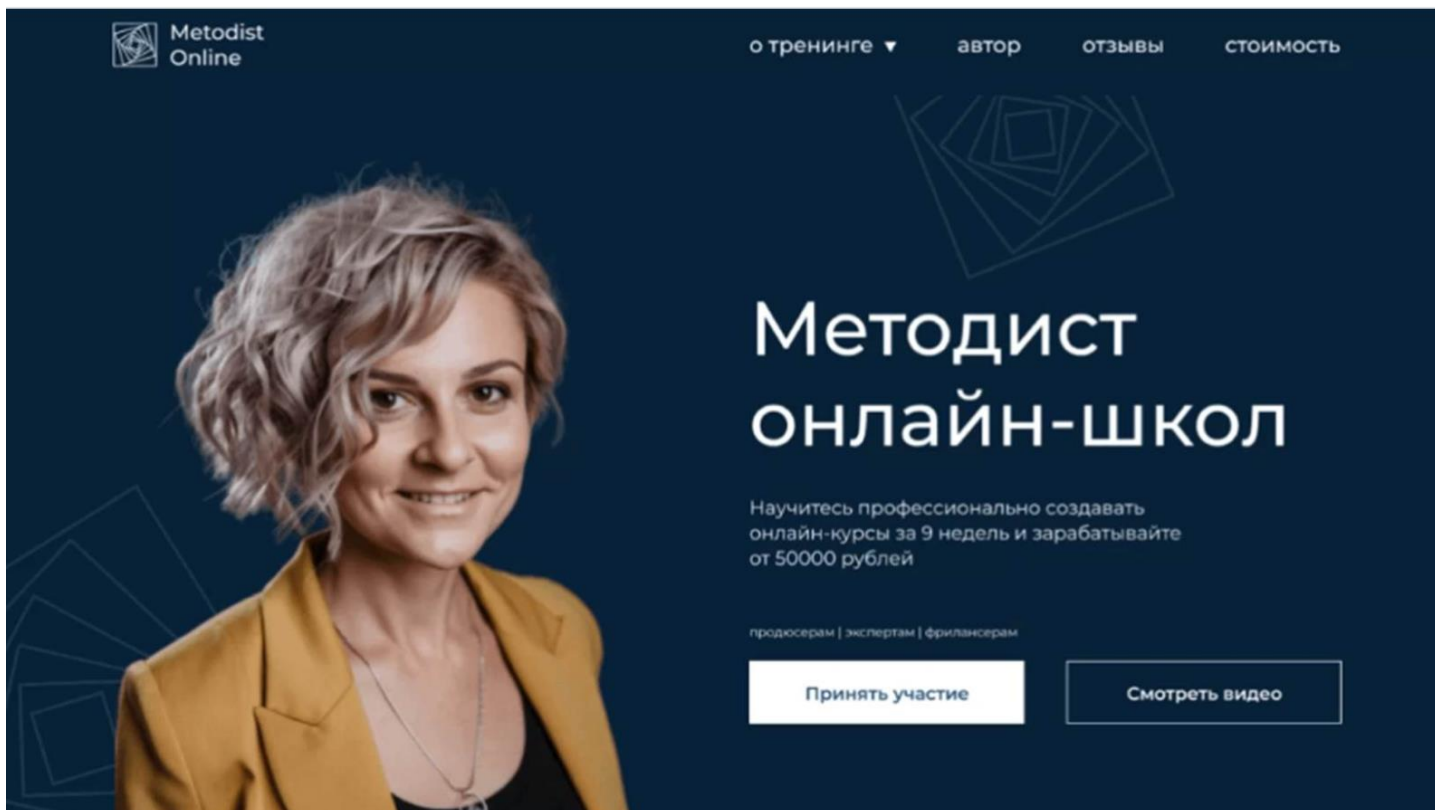 Metodist
Online
о тренинге ▼
автор
отзывы
стоимость
Методист
онлайн-школ
Научитесь профессионально создавать
онлайн-курсы за 9 недель и зарабатывайте
от 50000 рублей
продюсерам | экспертам | фрилансерам
Принять участие
Смотреть видео